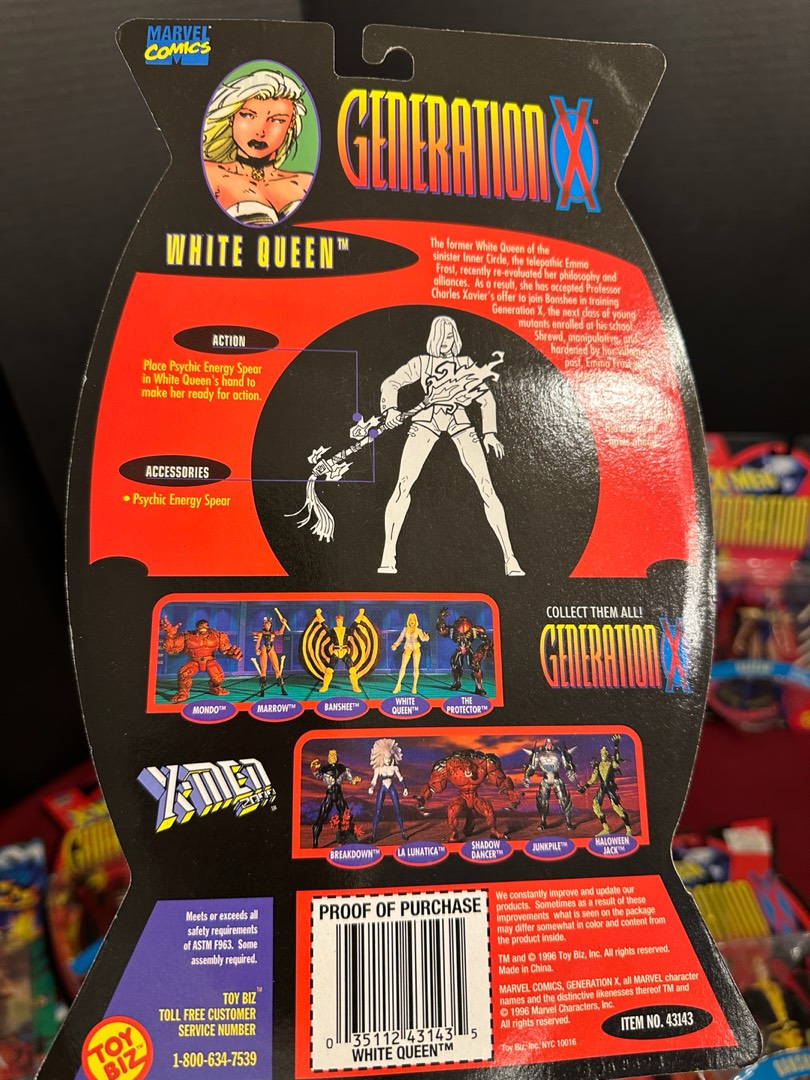 MARVEL
COMICS
GENERATION X™
WHITE QUEEN™
The former White Queen of the
sinister Inner Circle, the telepathic Emma
Frost, recently re-evaluated her philosophy and
alliances. As a result, she has accepted Professor
Charles Xavier's offer to join Banshee in training
Generation X, the next class of young
mutants enrolled at his school.
Shrewd, manipulative, and
hardened by her
past, Emma Frost
ACTION
Place Psychic Energy Spear
in White Queen's hand to
make her ready for action.
ACCESSORIES
• Psychic Energy Spear
MONDO™
MARROW™
BANSHEE™
WHITE
QUEEN™
THE
PROTECTOR™
COLLECT THEM ALL!
GENERATION X
X-MEN
2099™
BREAKDOWN™
LA LUNATICA™
SHADOW
DANCER™
JUNKPILE™
HALOWEEN
JACK™
Meets or exceeds all
safety requirements
of ASTM F963. Some
assembly required.
TOY BIZ™
TOLL FREE CUSTOMER
SERVICE NUMBER
1-800-634-7539
TOY
BIZ
PROOF OF PURCHASE
0 35112 43143 5
WHITE QUEEN™
We constantly improve and update our
products. Sometimes as a result of these
improvements what is seen on the package
may differ somewhat in color and content from
the product inside.
TM and © 1996 Toy Biz, Inc. All rights reserved.
Made in China.
MARVEL COMICS, GENERATION X, all MARVEL character
names and the distinctive likenesses thereof TM and
© 1996 Marvel Characters, Inc.
All rights reserved.
ITEM NO. 43143
Toy Biz, Inc. NYC 10016